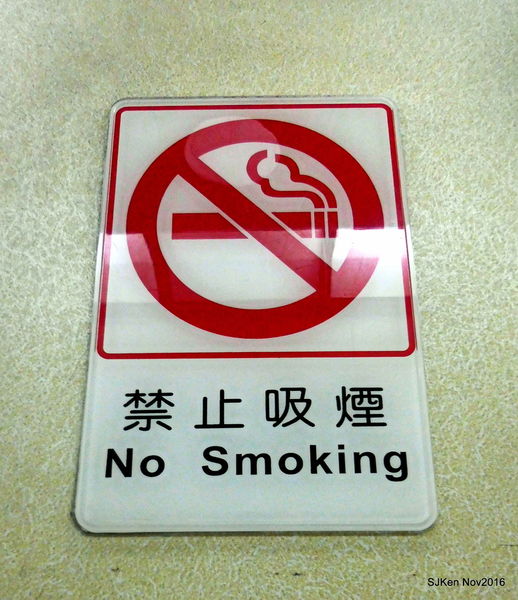 禁止吸煙
No Smoking
SJKen Nov2016